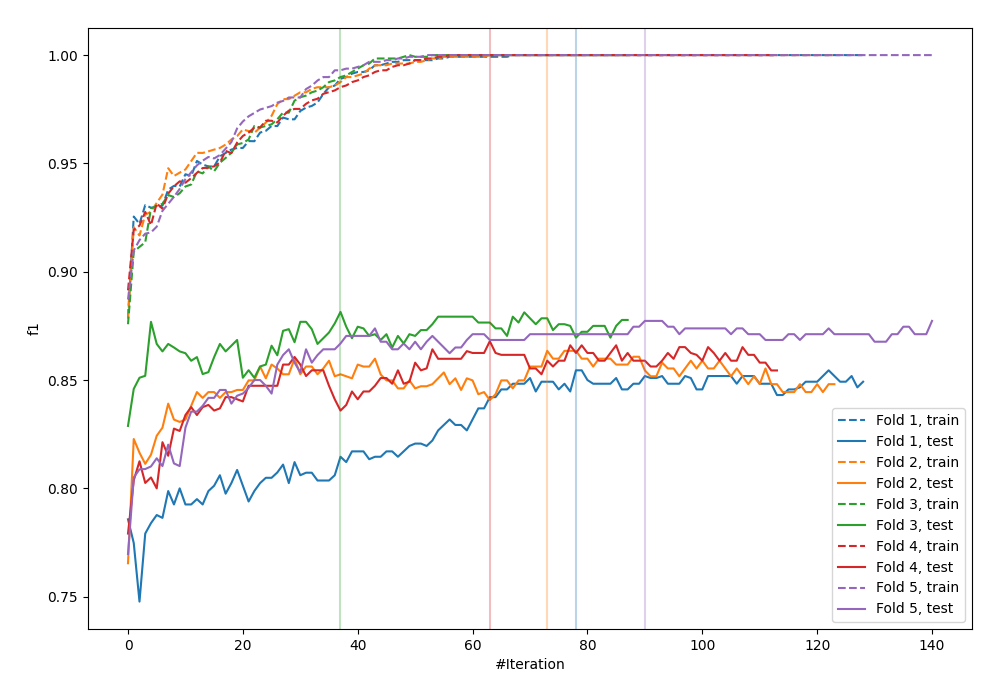 1.00
0.95
0.90
0.85
0.80
0.75
f1
0
20
40
60
80
100
120
140
#Iteration
Fold 1, train
Fold 1, test
Fold 2, train
Fold 2, test
Fold 3, train
Fold 3, test
Fold 4, train
Fold 4, test
Fold 5, train
Fold 5, test